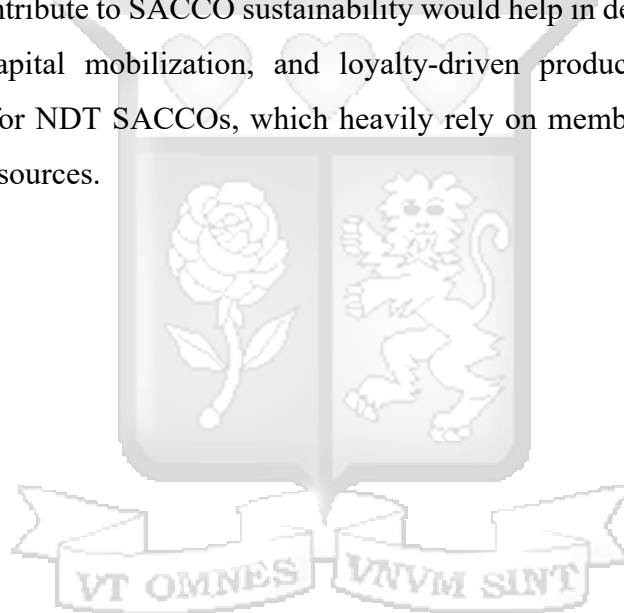 ntribute to SACCO sustainability would help in de
apital mobilization, and loyalty-driven produc
for NDT SACCOs, which heavily rely on memb
sources.
VT OMNES VNVM SINT